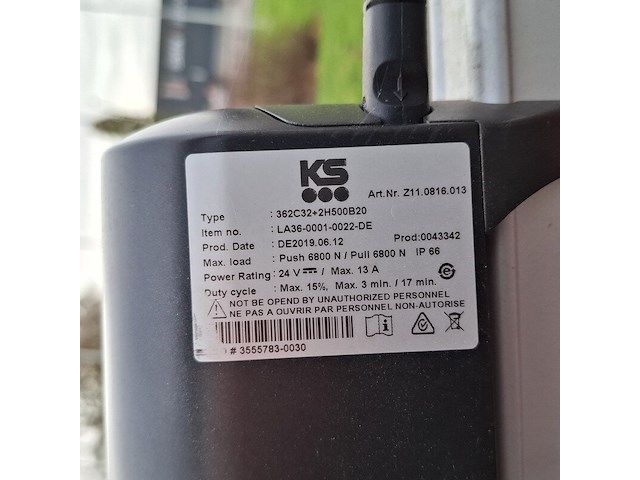 KS
Art.Nr. Z11.0816.013
Type : 362C32+2H500B20
Item no. : LA36-0001-0022-DE
Prod. Date : DE2019.06.12 Prod:0043342
Max. load : Push 6800 N / Pull 6800 N IP 66
Power Rating : 24 V / Max. 13 A
Duty cycle : Max. 15%, Max. 3 min. / 17 min.
NOT BE OPEND BY UNAUTHORIZED PERSONNEL
NE PAS A OUVRIR PAR PERSONNEL NON-AUTORISE
# 3555783-0030